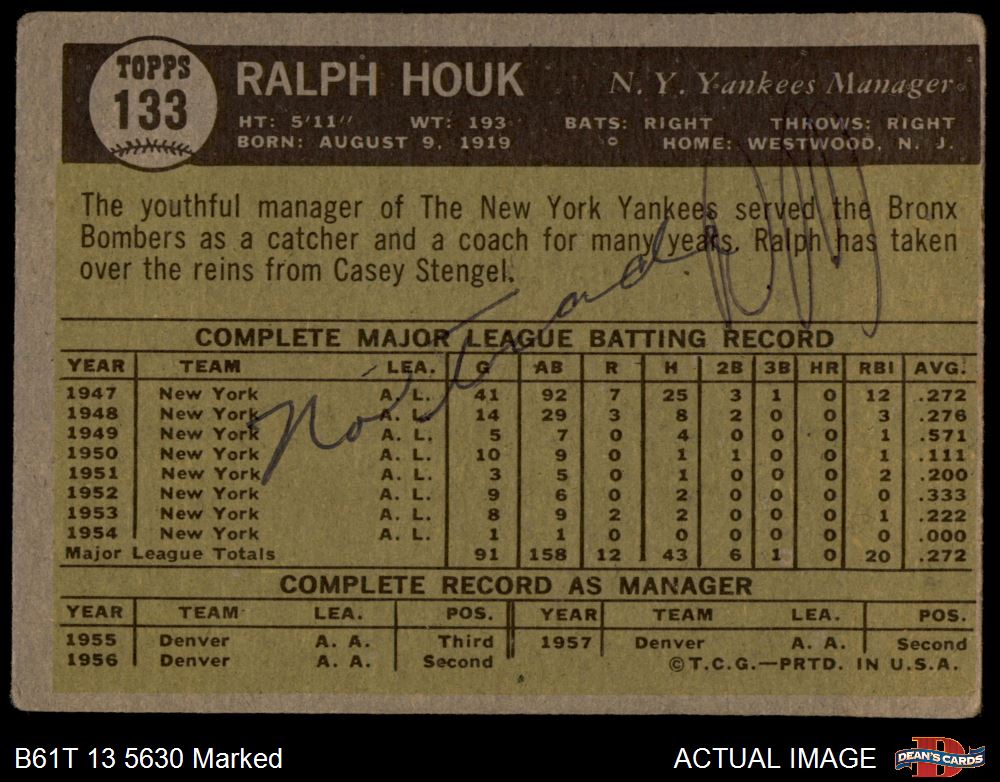 TOPPS
133
RALPH HOUK N. Y. Yankees Manager
HT: 5'11" WT: 193 BATS: RIGHT THROWS: RIGHT
BORN: AUGUST 9, 1919 HOME: WESTWOOD, N. J.
The youthful manager of The New York Yankees served the Bronx
Bombers as a catcher and a coach for many years. Ralph has taken
over the reins from Casey Stengel.
COMPLETE MAJOR LEAGUE BATTING RECORD
YEAR TEAM LEA. G AB R H 2B 3B HR RBI AVG.
1947 New York A. L. 41 92 7 25 3 1 0 12 .272
1948 New York A. L. 14 29 3 8 2 0 0 3 .276
1949 New York A. L. 5 7 0 4 0 0 0 1 .571
1950 New York A. L. 10 9 0 1 1 0 0 1 .111
1951 New York A. L. 3 5 0 1 0 0 0 2 .200
1952 New York A. L. 9 6 0 2 0 0 0 0 .333
1953 New York A. L. 8 9 2 2 0 0 0 1 .222
1954 New York A. L. 1 1 0 0 0 0 0 0 .000
Major League Totals 91 158 12 43 6 1 0 20 .272
COMPLETE RECORD AS MANAGER
YEAR TEAM LEA. POS. YEAR TEAM LEA. POS.
1955 Denver A. A. Third 1957 Denver A. A. Second
1956 Denver A. A. Second ©T.C.G.—PRTD. IN U.S.A.
B61T 13 5630 Marked ACTUAL IMAGE DEAN'S CARDS